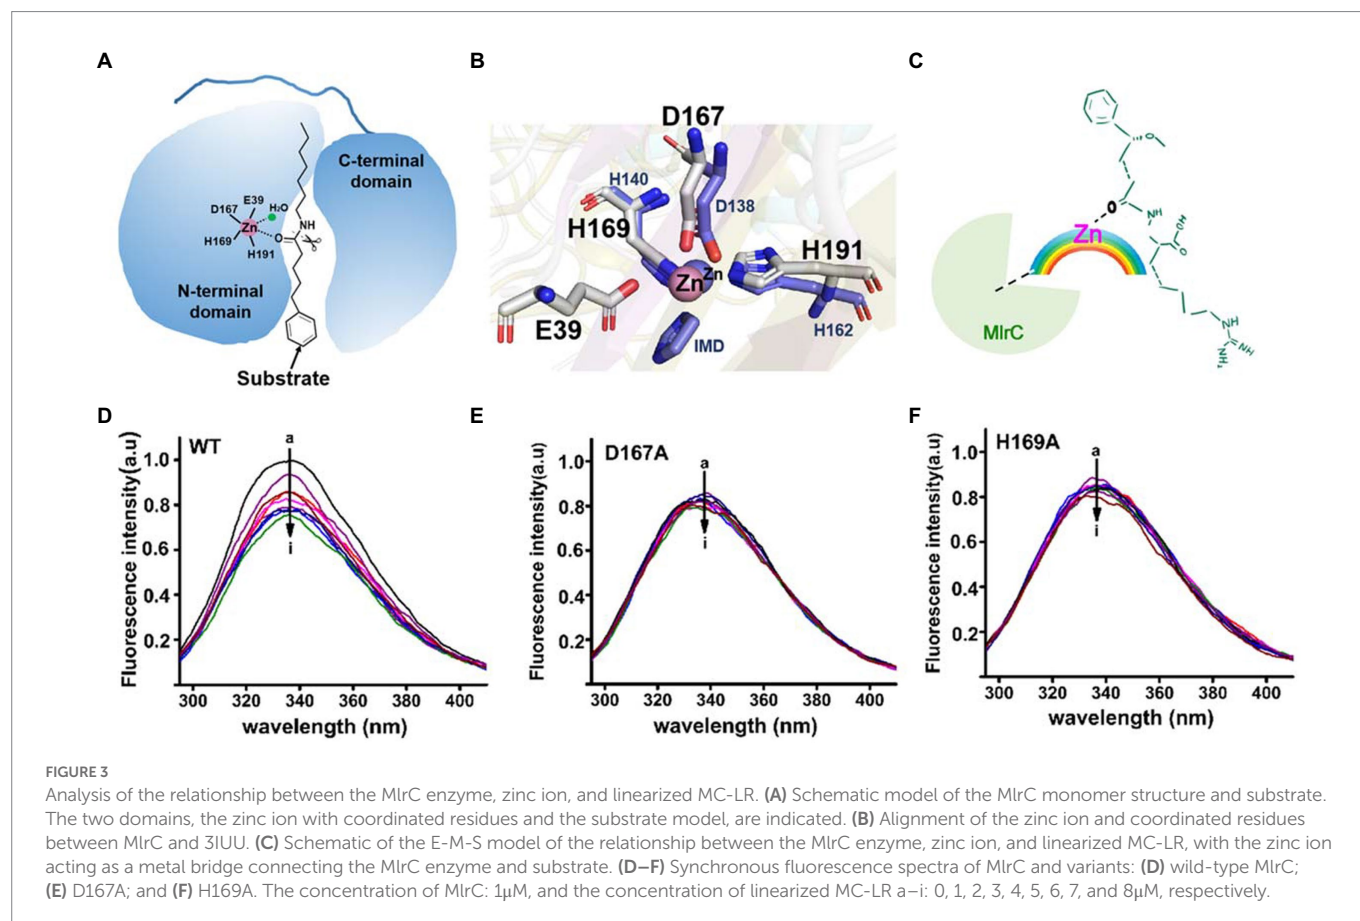 A
B
C
C-terminal
domain
D167
E39
H₂O
Zn
NH
O
H169
H191
N-terminal
domain
Substrate
D167
H140
D138
H169
H191
Zn
Zn
E39
H162
IMD
O
O
NH
OH
O
Zn
MlrC
NH
NH
NH₂
D
E
F
WT
a
i
Fluorescence intensity(a.u)
1.0
0.8
0.6
0.4
0.2
300 320 340 360 380 400
wavelength (nm)
D167A
a
i
Fluorescence intensity(a.u)
1.0
0.8
0.6
0.4
0.2
300 320 340 360 380 400
wavelength (nm)
H169A
a
i
Fluorescence intensity(a.u)
1.0
0.8
0.6
0.4
0.2
300 320 340 360 380 400
wavelength (nm)
FIGURE 3
Analysis of the relationship between the MlrC enzyme, zinc ion, and linearized MC-LR. (A) Schematic model of the MlrC monomer structure and substrate.
The two domains, the zinc ion with coordinated residues and the substrate model, are indicated. (B) Alignment of the zinc ion and coordinated residues
between MlrC and 3IUU. (C) Schematic of the E-M-S model of the relationship between the MlrC enzyme, zinc ion, and linearized MC-LR, with the zinc ion
acting as a metal bridge connecting the MlrC enzyme and substrate. (D–F) Synchronous fluorescence spectra of MlrC and variants: (D) wild-type MlrC;
(E) D167A; and (F) H169A. The concentration of MlrC: 1μM, and the concentration of linearized MC-LR a–i: 0, 1, 2, 3, 4, 5, 6, 7, and 8μM, respectively.